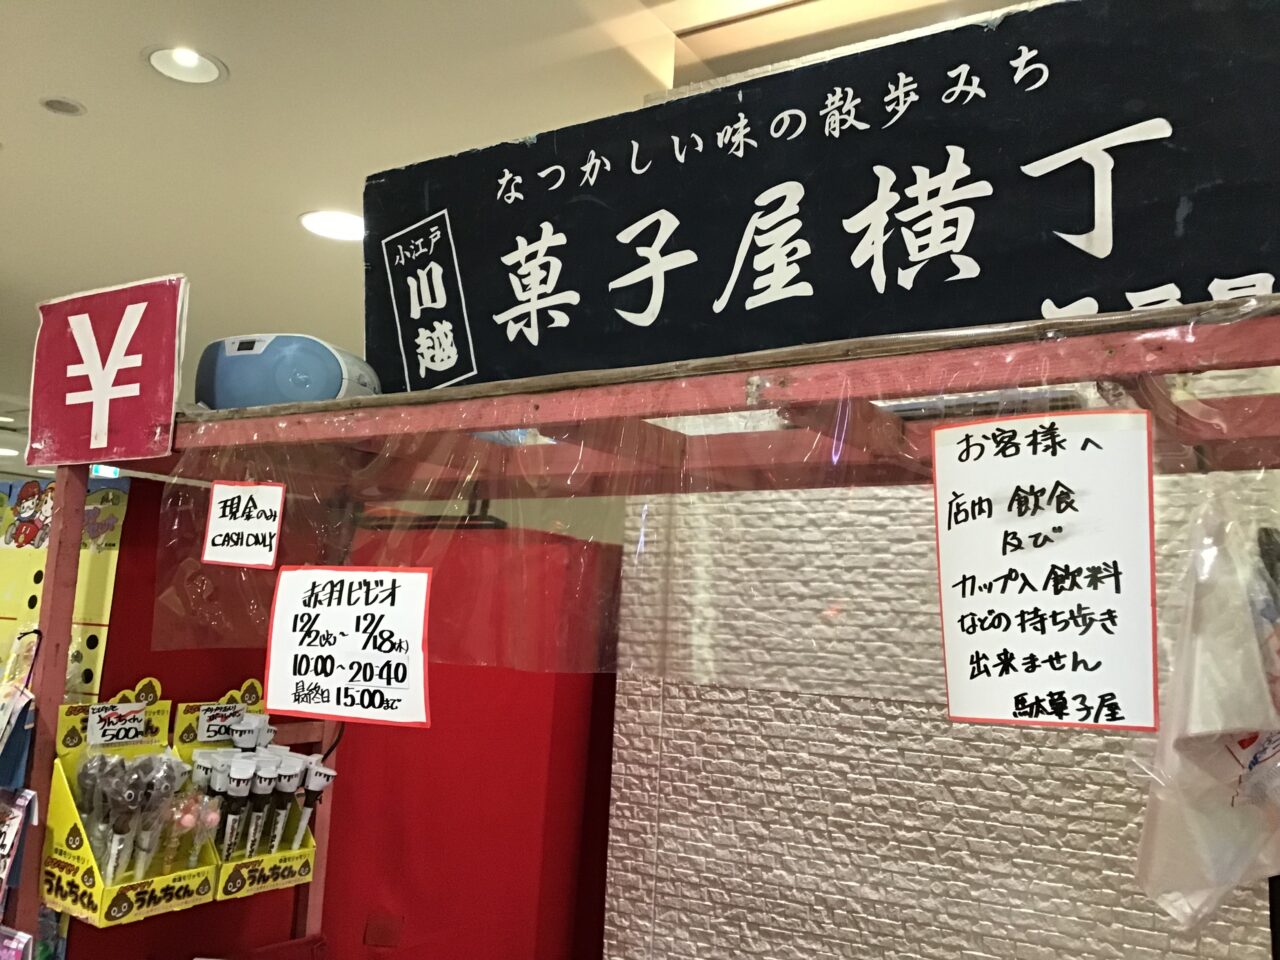 なつかしい味の散歩みち
小江戸
川越
菓子屋横丁
¥
現金のみ
CASH ONLY
赤羽ビビオ
12/2(火)~12/18(木)
10:00~20:40
最終日15:00まで
お客様へ
店内飲食
及び
カップ入飲料
などの持ち歩き
出来ません
駄菓子屋
うんちくん
500円
うんちくん
うんちくん